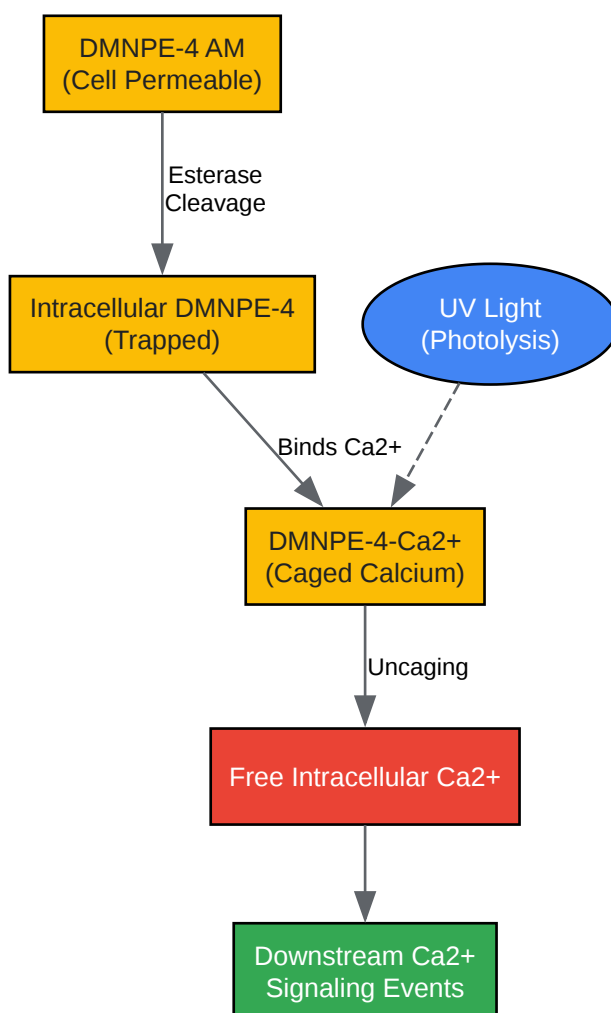 DMNPE-4 AM
(Cell Permeable)
Esterase
Cleavage
Intracellular DMNPE-4
(Trapped)
UV Light
(Photolysis)
Binds Ca2+
DMNPE-4-Ca2+
(Caged Calcium)
Uncaging
Free Intracellular Ca2+
Downstream Ca2+
Signaling Events